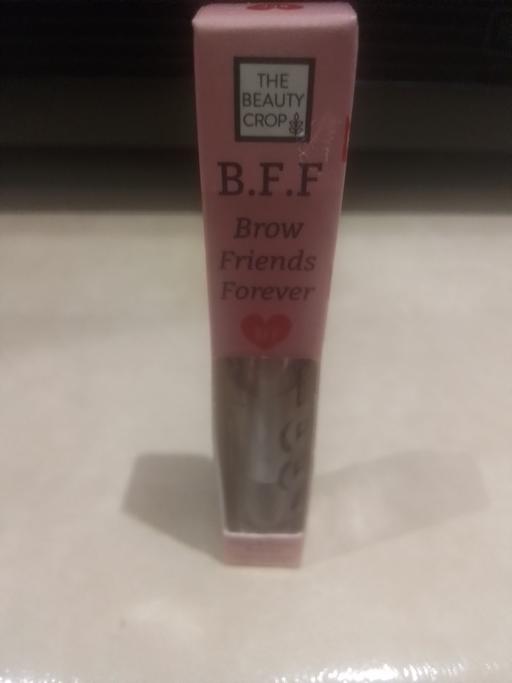 THE
BEAUTY
CROP
B.F.F
Brow
Friends
Forever